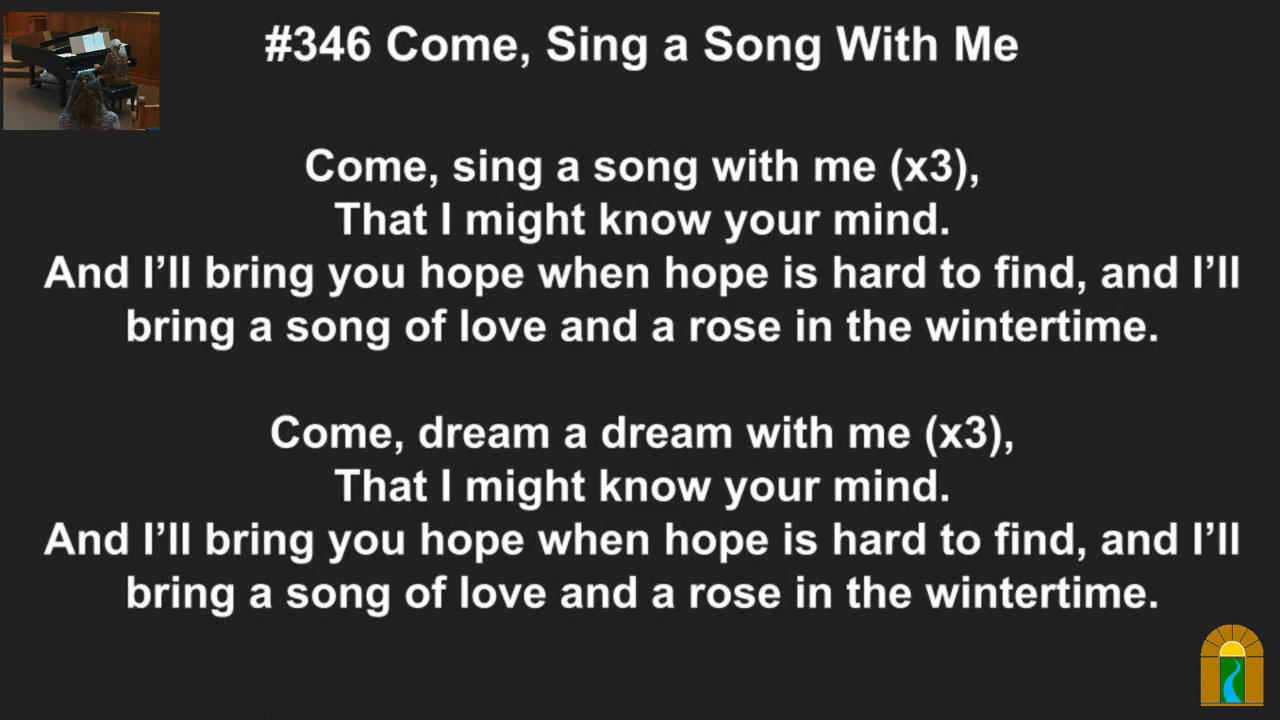 #346 Come, Sing a Song With Me
Come, sing a song with me (x3),
That I might know your mind.
And I’ll bring you hope when hope is hard to find, and I’ll
bring a song of love and a rose in the wintertime.
Come, dream a dream with me (x3),
That I might know your mind.
And I’ll bring you hope when hope is hard to find, and I’ll
bring a song of love and a rose in the wintertime.